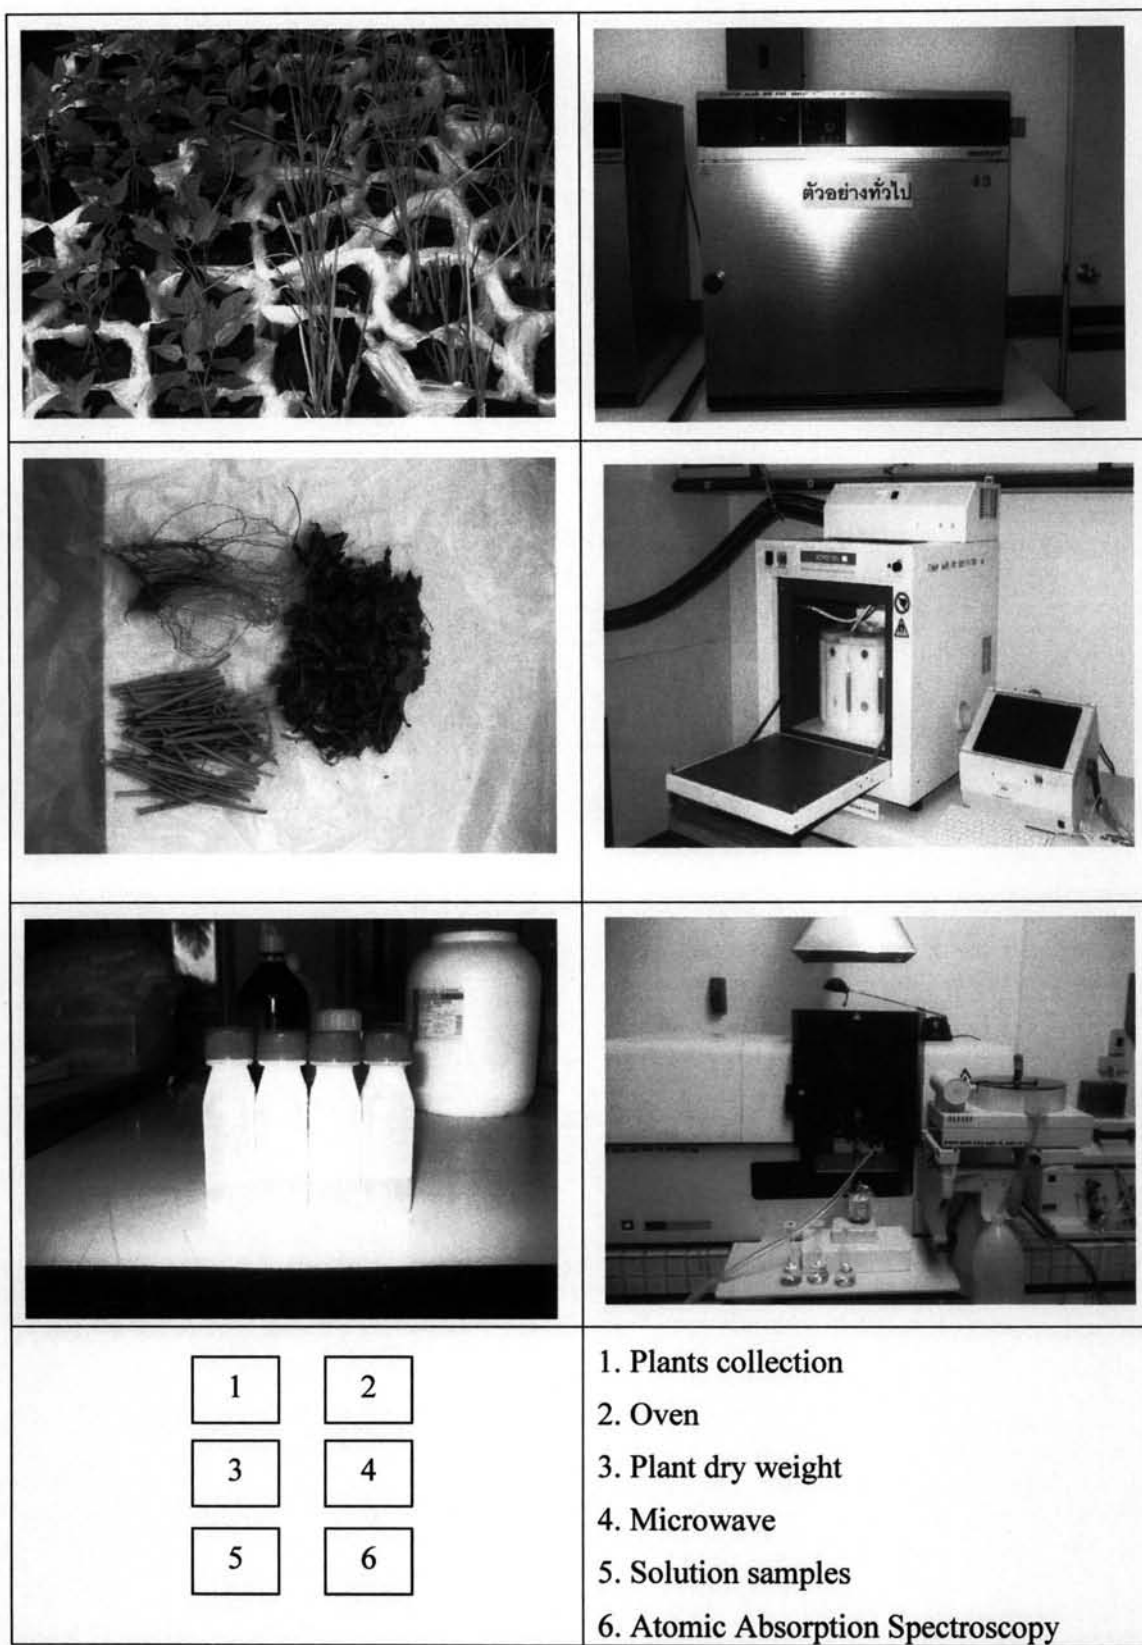 ตัวอย่างทั่วไป
1
2
3
4
5
6
1. Plants collection
2. Oven
3. Plant dry weight
4. Microwave
5. Solution samples
6. Atomic Absorption Spectroscopy